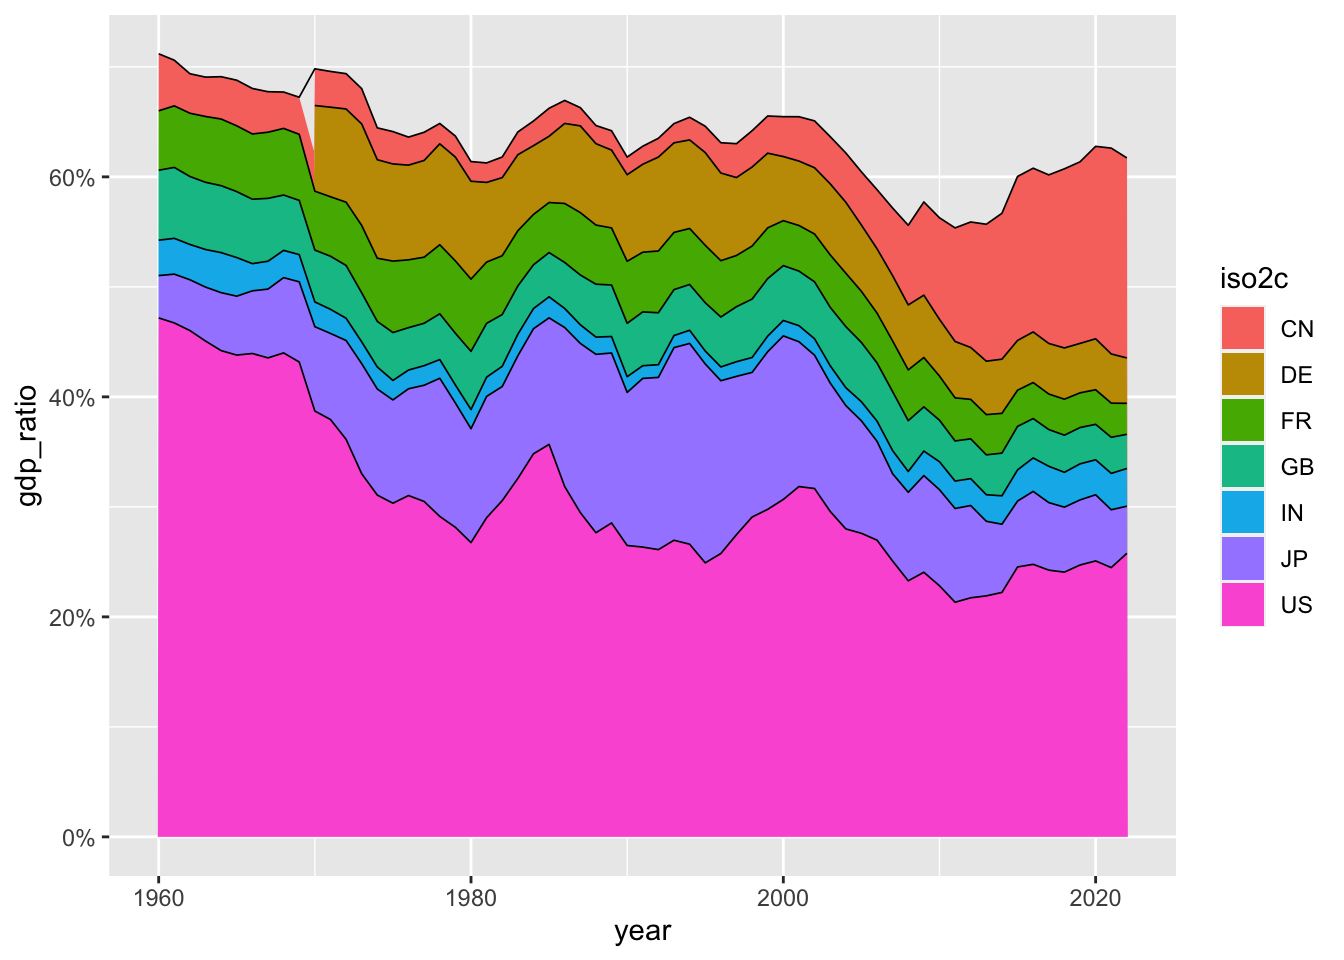 gdp_ratio
60%
40%
20%
0%
1960 1980 2000 2020
year
iso2c
CN
DE
FR
GB
IN
JP
US